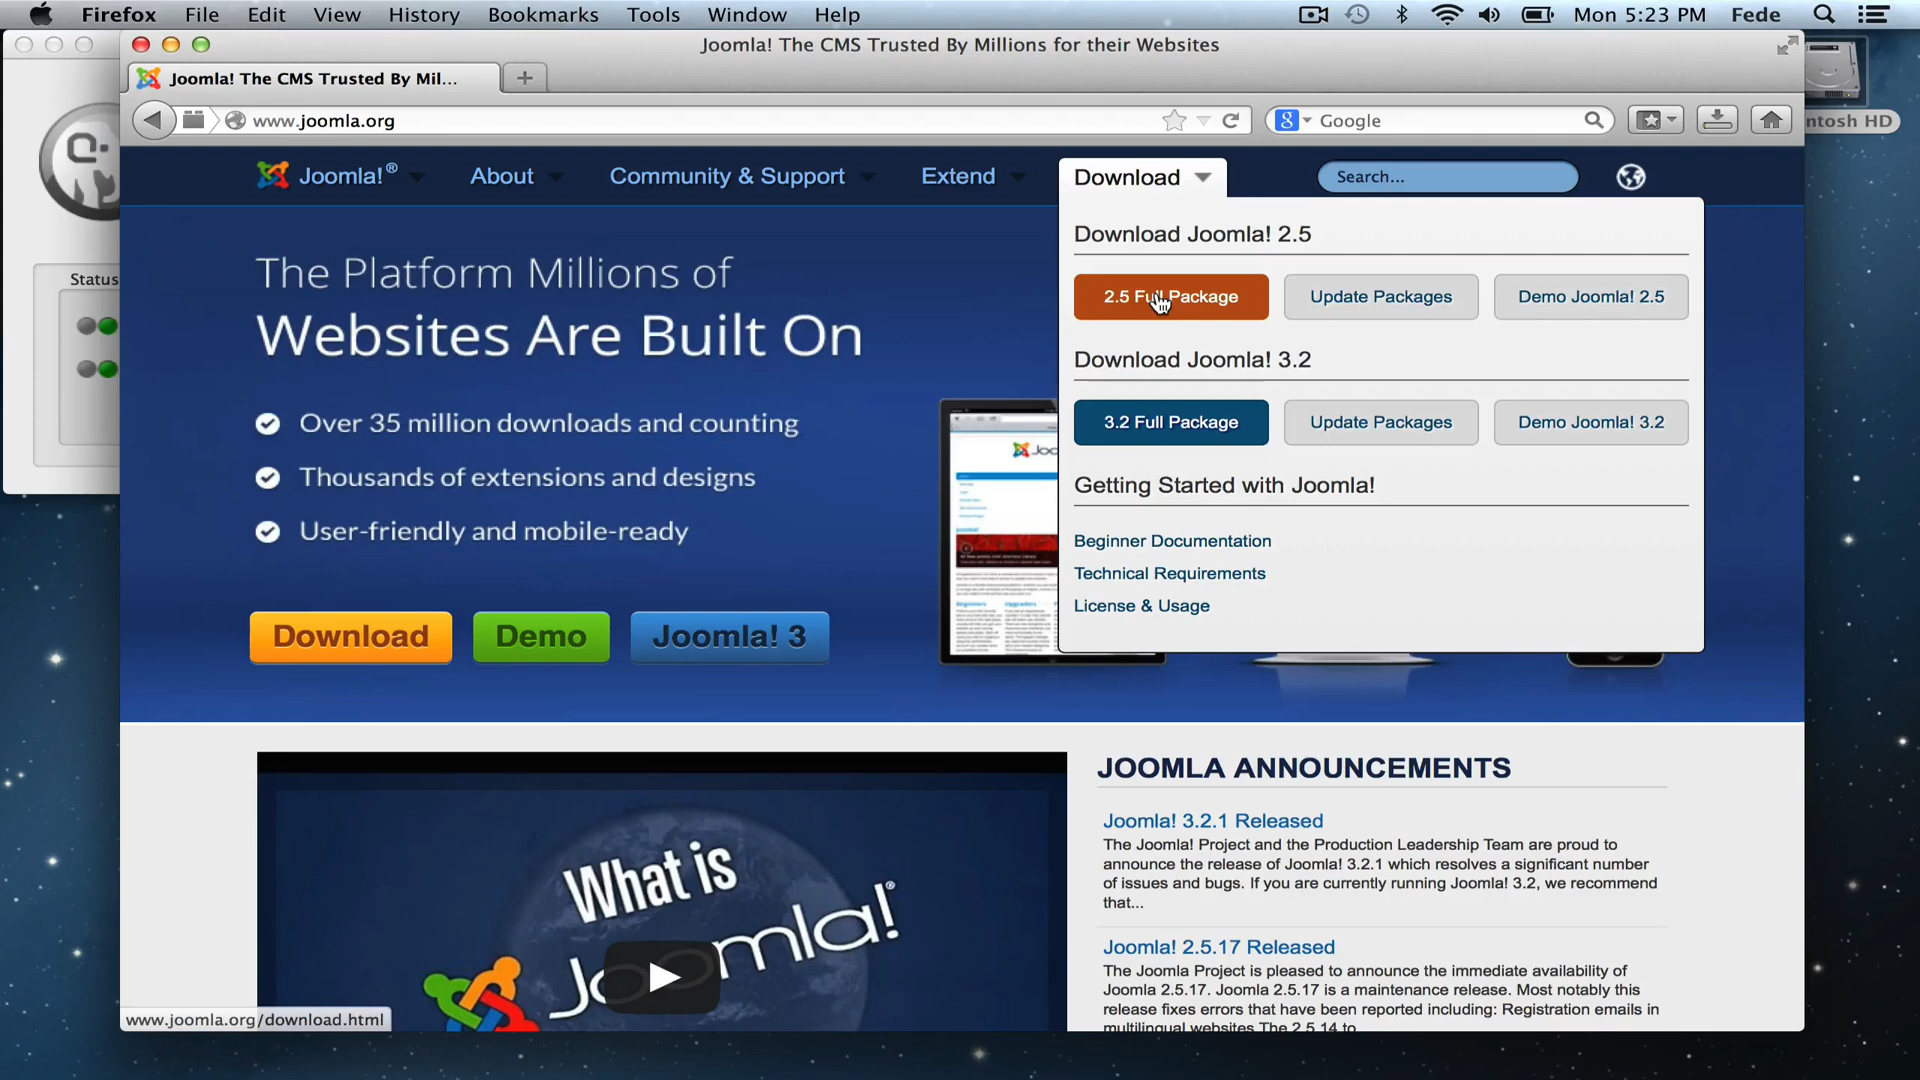 Firefox File Edit View History Bookmarks Tools Window Help Mon 5:23 PM Fede
Joomla! The CMS Trusted By Millions for their Websites
Joomla! The CMS Trusted By Mil...
www.joomla.org
Google
ntosh HD
Joomla!® About Community & Support Extend Download Search...
Status
The Platform Millions of
Websites Are Built On
Over 35 million downloads and counting
Thousands of extensions and designs
User-friendly and mobile-ready
Download Demo Joomla! 3
Download Joomla! 2.5
2.5 Full Package Update Packages Demo Joomla! 2.5
Download Joomla! 3.2
3.2 Full Package Update Packages Demo Joomla! 3.2
Getting Started with Joomla!
Beginner Documentation
Technical Requirements
License & Usage
What is
Joomla!®
JOOMLA ANNOUNCEMENTS
Joomla! 3.2.1 Released
The Joomla! Project and the Production Leadership Team are proud to
announce the release of Joomla! 3.2.1 which resolves a significant number
of issues and bugs. If you are currently running Joomla! 3.2, we recommend
that...
Joomla! 2.5.17 Released
The Joomla Project is pleased to announce the immediate availability of
Joomla 2.5.17. Joomla 2.5.17 is a maintenance release. Most notably this
release fixes errors that have been reported including: Registration emails in
multilingual websites The 2.5.14 to
www.joomla.org/download.html